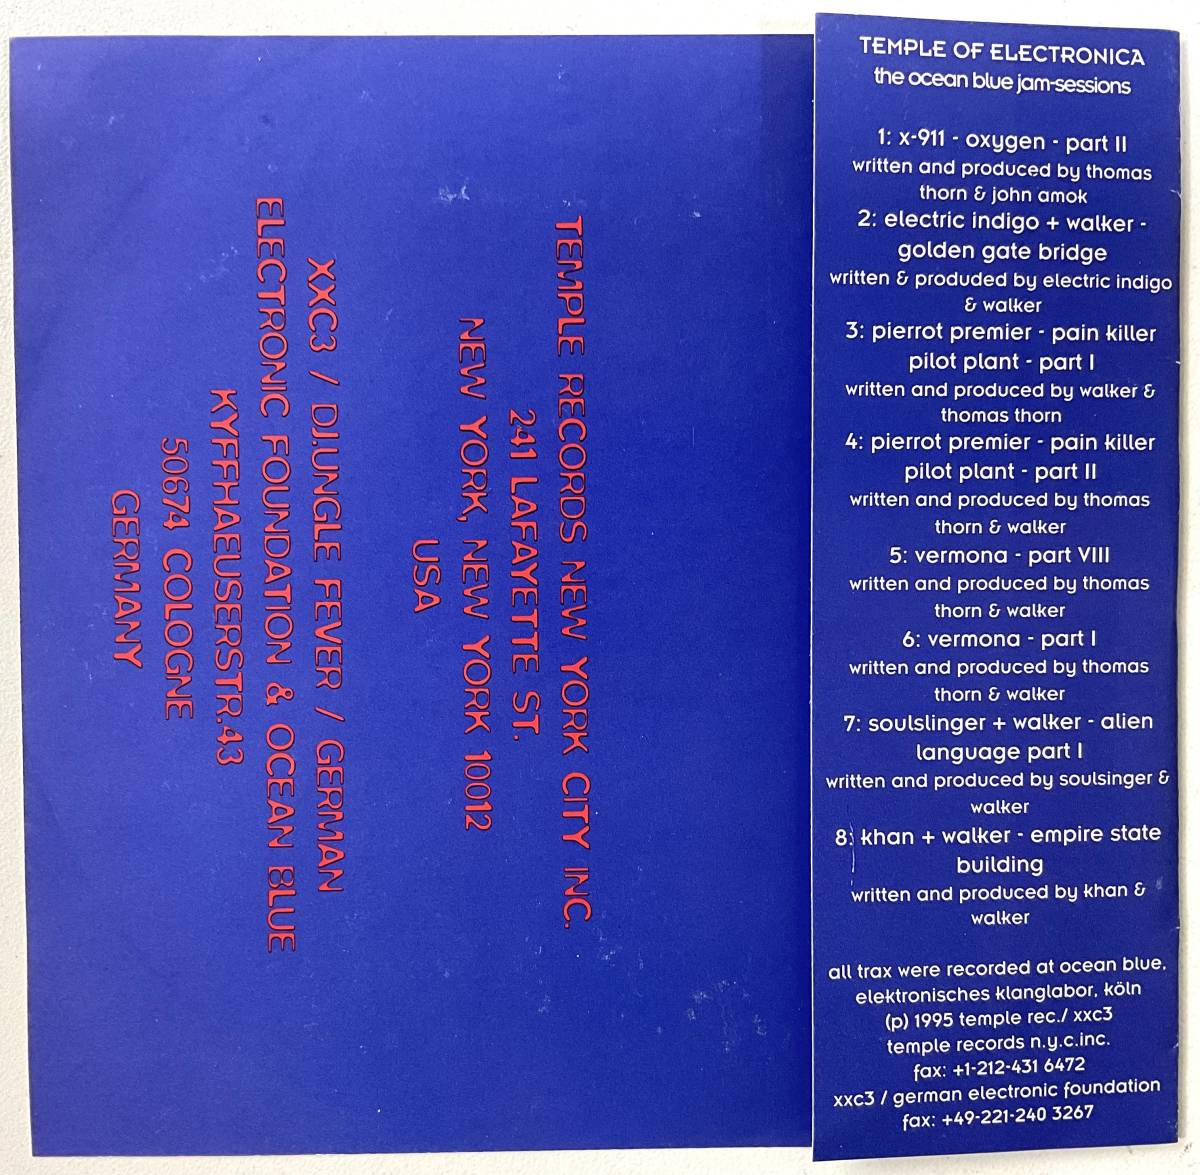 TEMPLE OF ELECTRONICA
the ocean blue jam-sessions
1: x-911 - oxygen - part II
written and produced by thomas
thorn & john amok
2: electric indigo + walker -
golden gate bridge
written & produded by electric indigo
& walker
3: pierrot premier - pain killer
pilot plant - part I
written and produced by walker &
thomas thorn
4: pierrot premier - pain killer
pilot plant - part II
written and produced by thomas
thorn & walker
5: vermona - part VIII
written and produced by thomas
thorn & walker
6: vermona - part I
written and produced by thomas
thorn & walker
7: soulslinger + walker - alien
language part I
written and produced by soulsinger &
walker
8: khan + walker - empire state
building
written and produced by khan &
walker
all trax were recorded at ocean blue.
elektronisches klanglabor, köln
(p) 1995 temple rec./ xxc3
temple records n.y.c.inc.
fax: +1-212-431 6472
xxc3 / german electronic foundation
fax: +49-221-240 3267
TEMPLE RECORDS NEW YORK CITY INC.
241 LAFAYETTE ST.
NEW YORK, NEW YORK 10012
USA
XXC3 / DJ.UNGLE FEVER / GERMAN
ELECTRONIC FOUNDATION & OCEAN BLUE
KYFFHAEUSERSTR.43
50674 COLOGNE
GERMANY